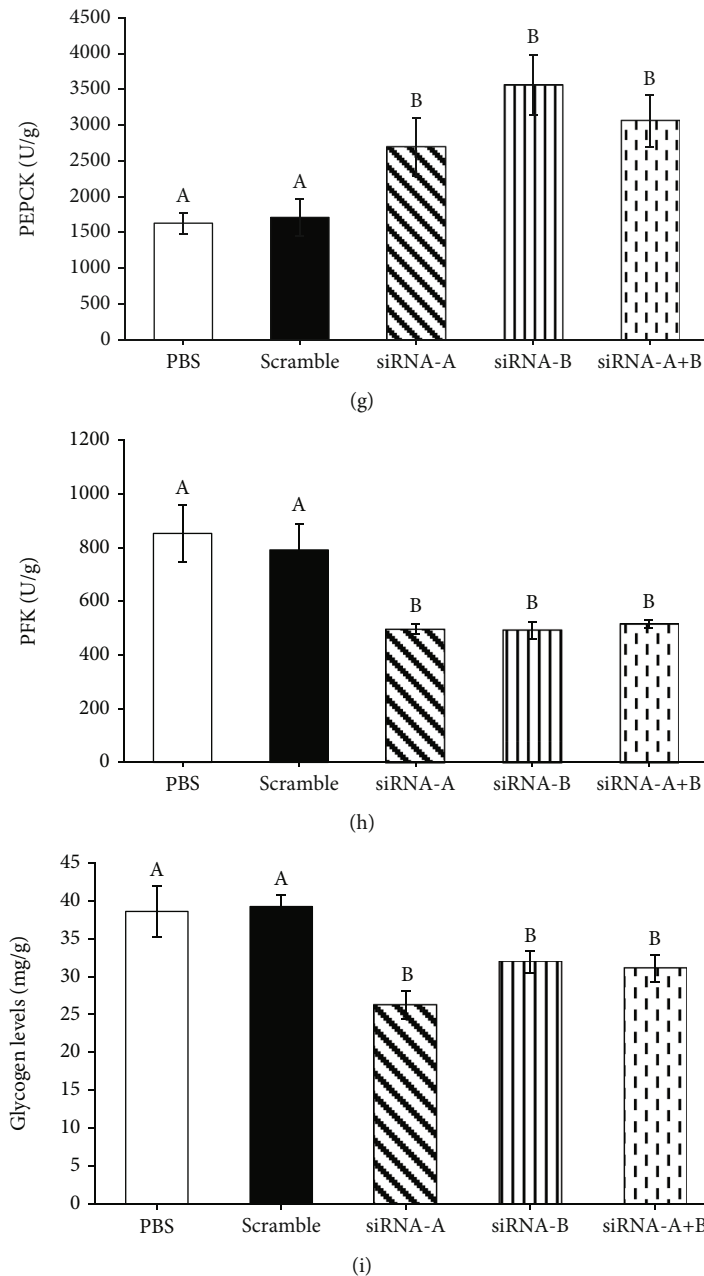 PEPCK (U/g)
4500
4000
3500
3000
2500
2000
1500
1000
500
0
A
A
B
B
B
PBS
Scramble
siRNA-A
siRNA-B
siRNA-A+B
(g)
PFK (U/g)
1200
1000
800
600
400
200
0
A
A
B
B
B
PBS
Scramble
siRNA-A
siRNA-B
siRNA-A+B
(h)
Glycogen levels (mg/g)
45
40
35
30
25
20
15
10
5
0
A
A
B
B
B
PBS
Scramble
siRNA-A
siRNA-B
siRNA-A+B
(i)